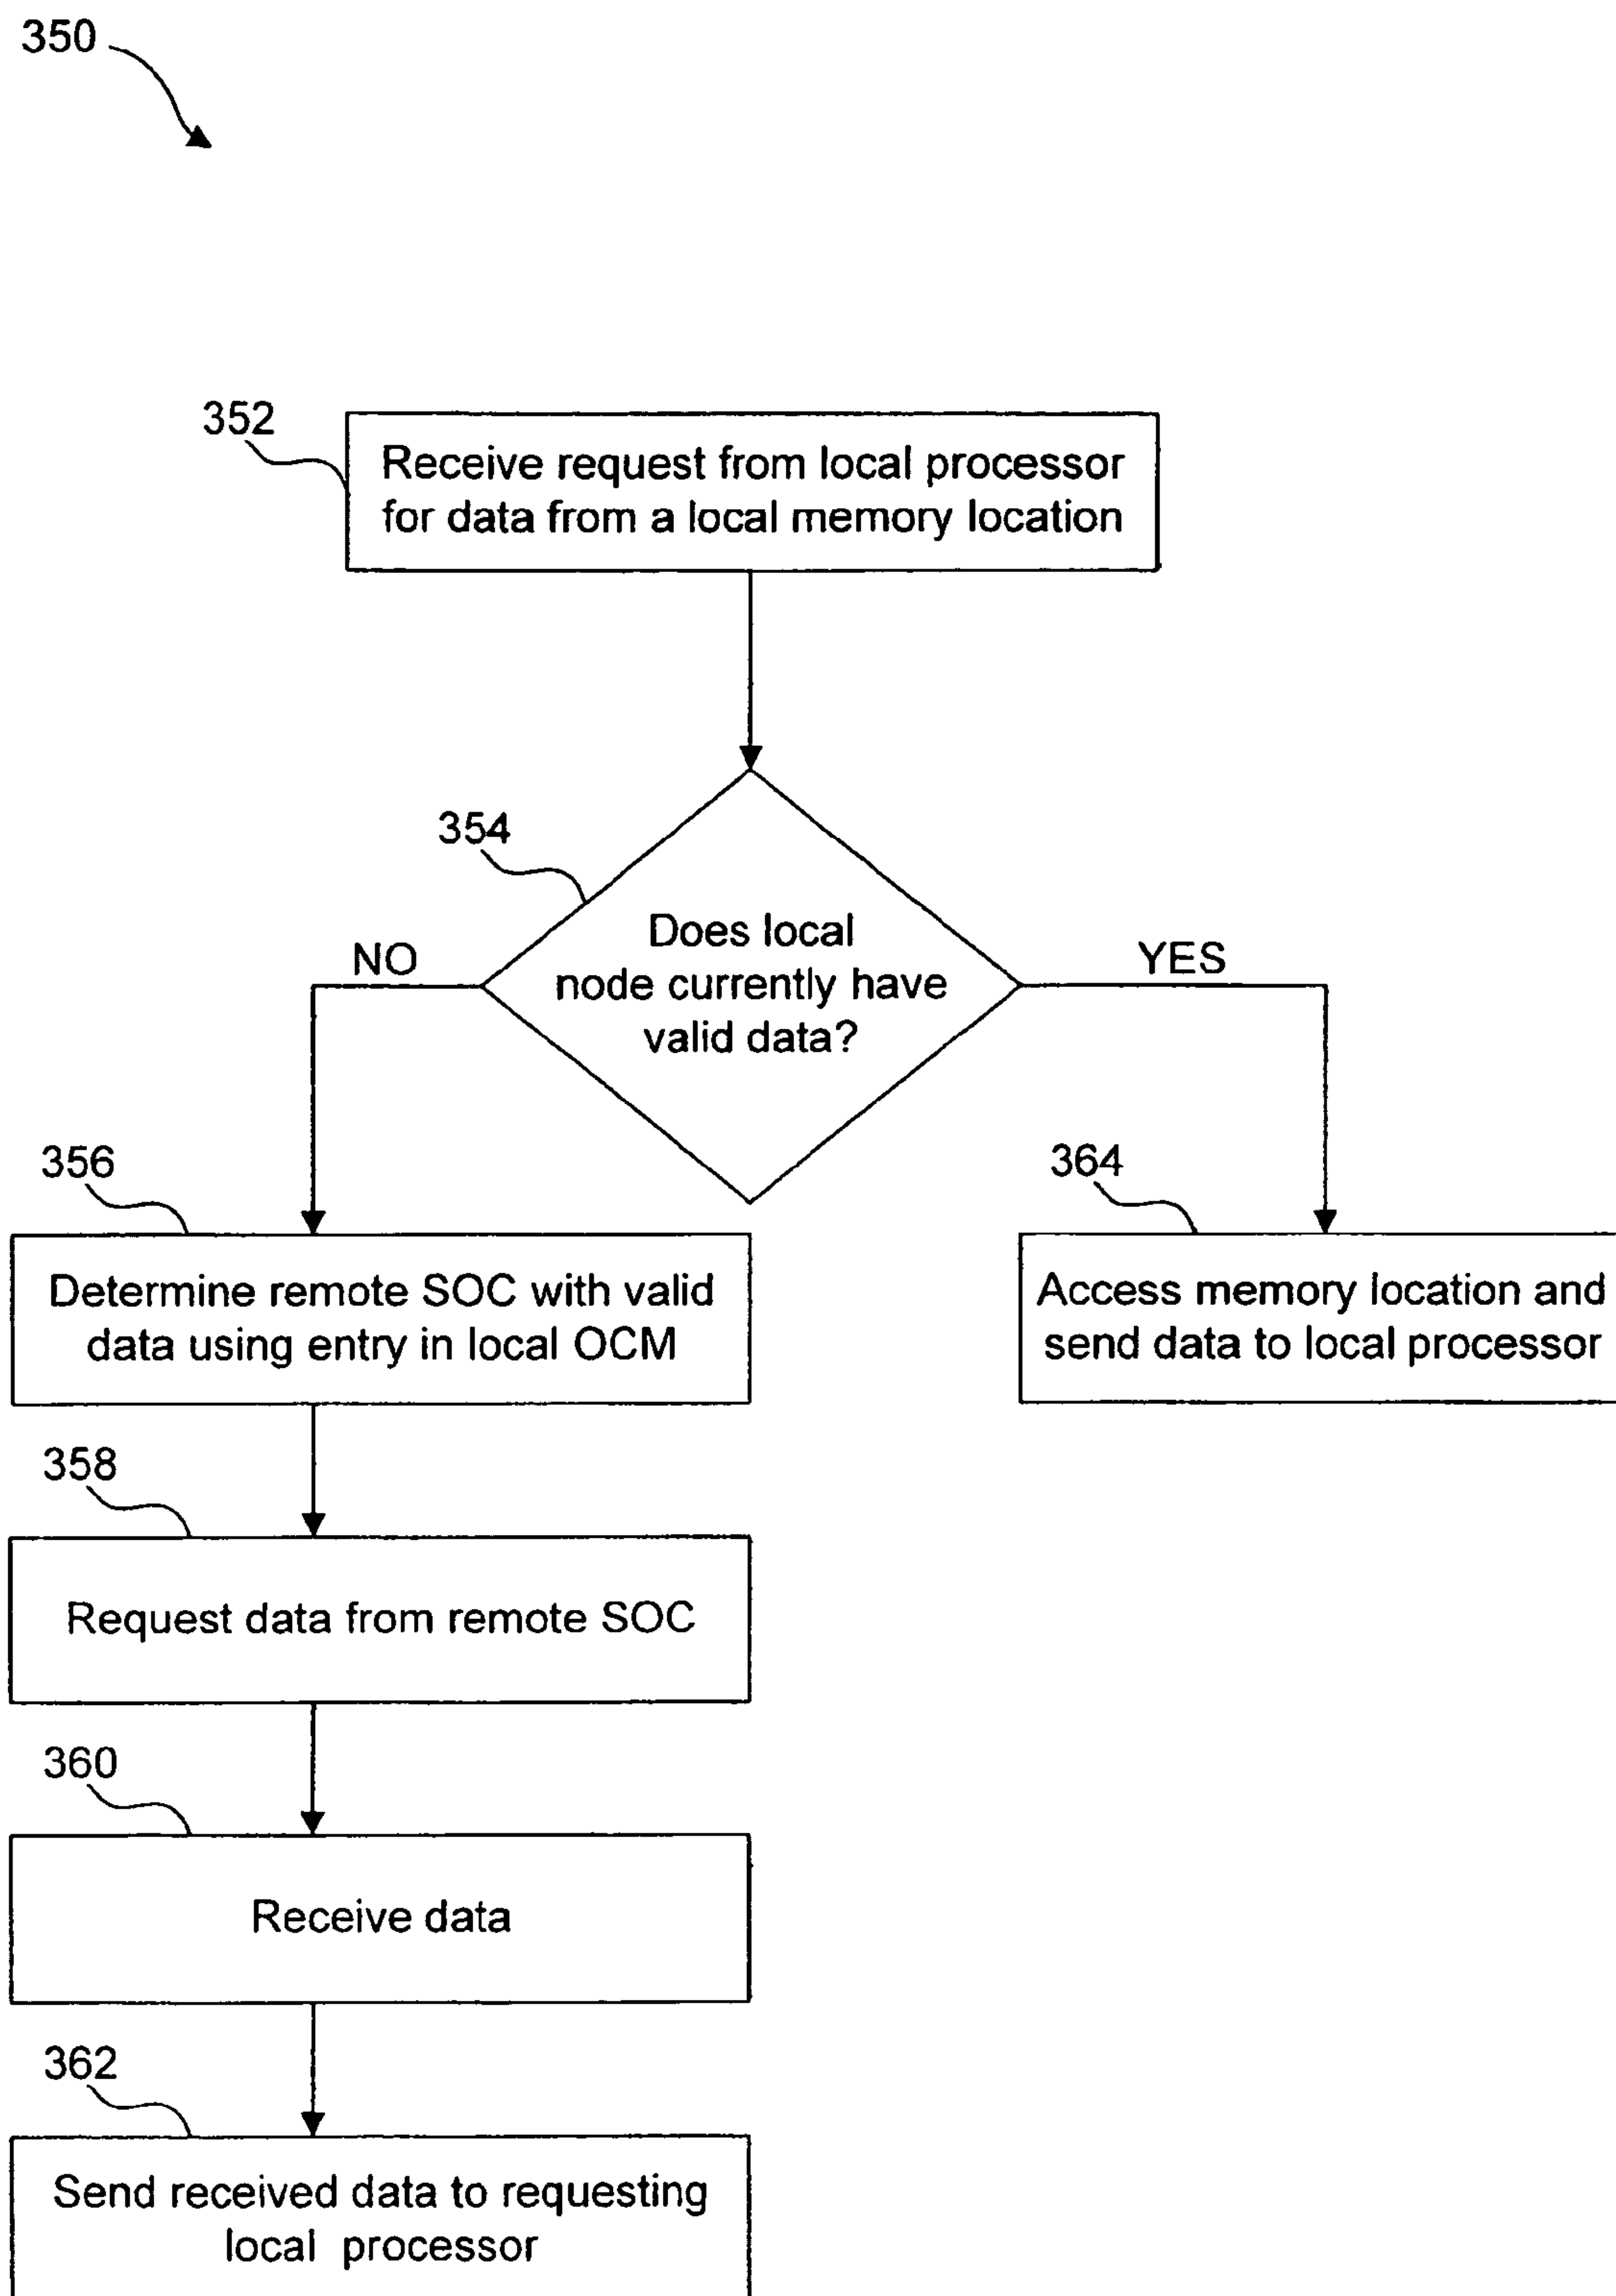 350
352
Receive request from local processor
for data from a local memory location
354
Does local
node currently have
valid data?
NO
YES
356
Determine remote SOC with valid
data using entry in local OCM
364
Access memory location and
send data to local processor
358
Request data from remote SOC
360
Receive data
362
Send received data to requesting
local processor